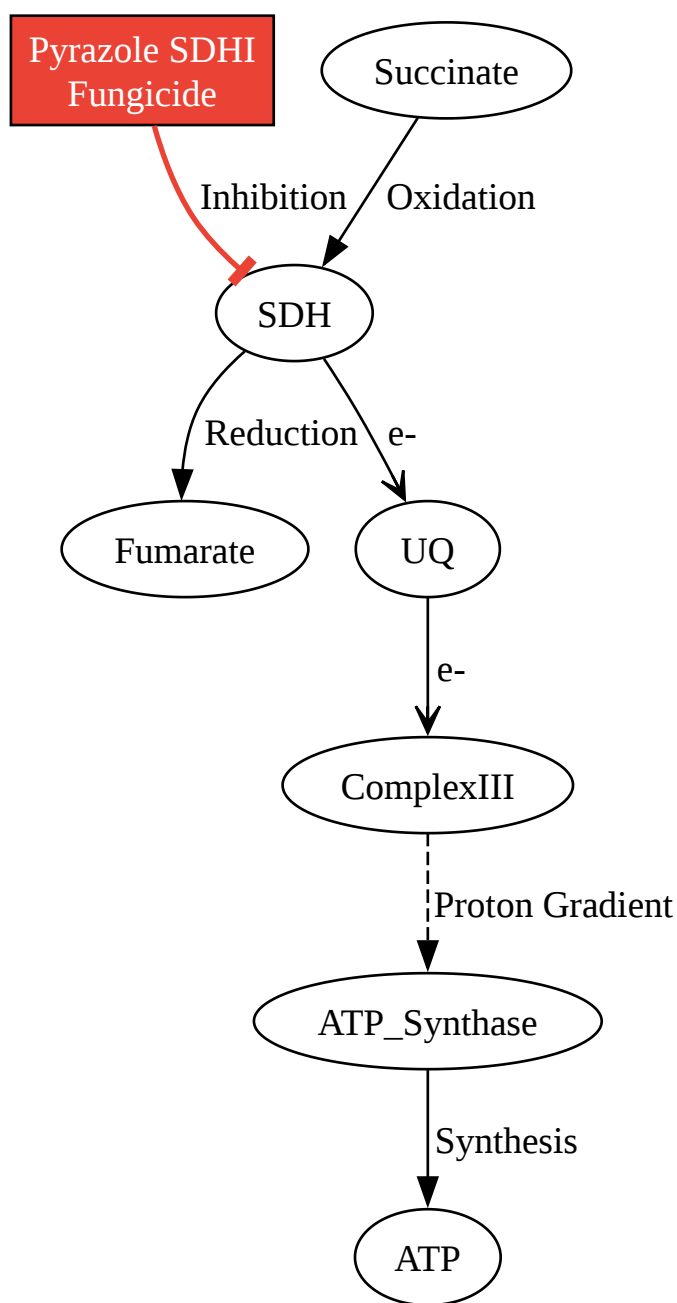 Pyrazole SDHI
Fungicide
Succinate
Inhibition
Oxidation
SDH
Reduction
e-
Fumarate
UQ
e-
ComplexIII
Proton Gradient
ATP_Synthase
Synthesis
ATP